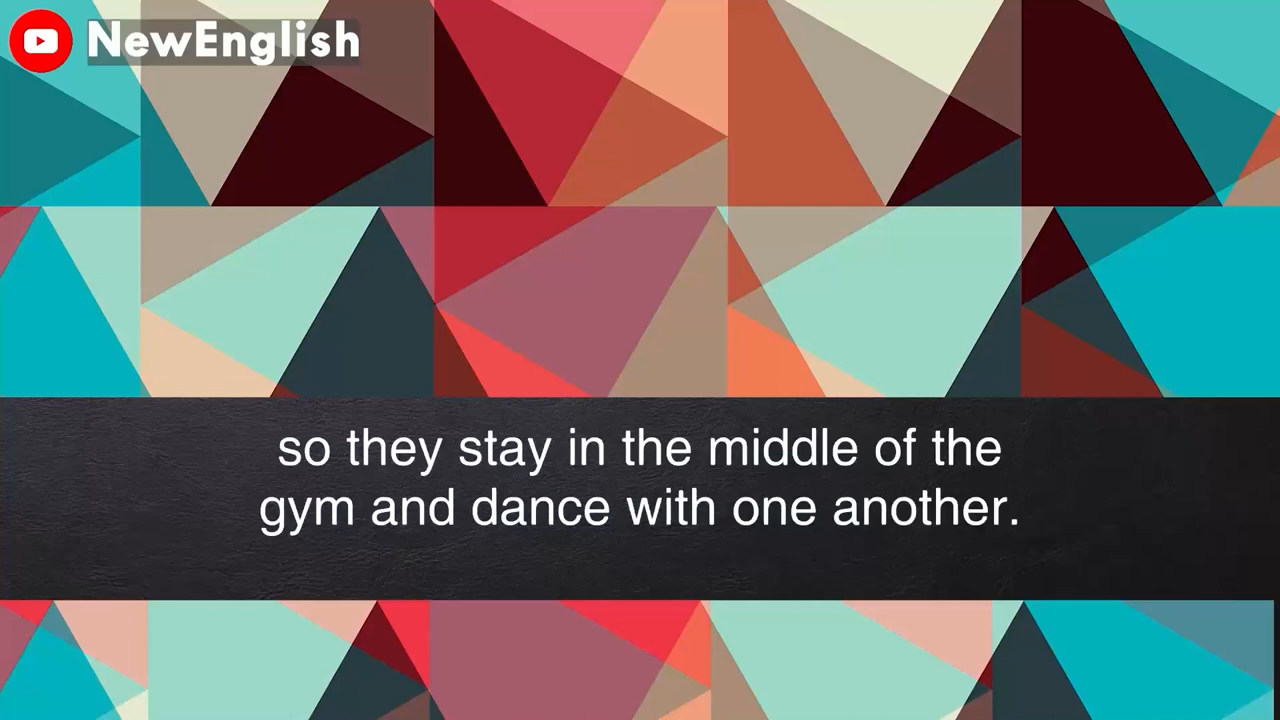 NewEnglish
so they stay in the middle of the
gym and dance with one another.